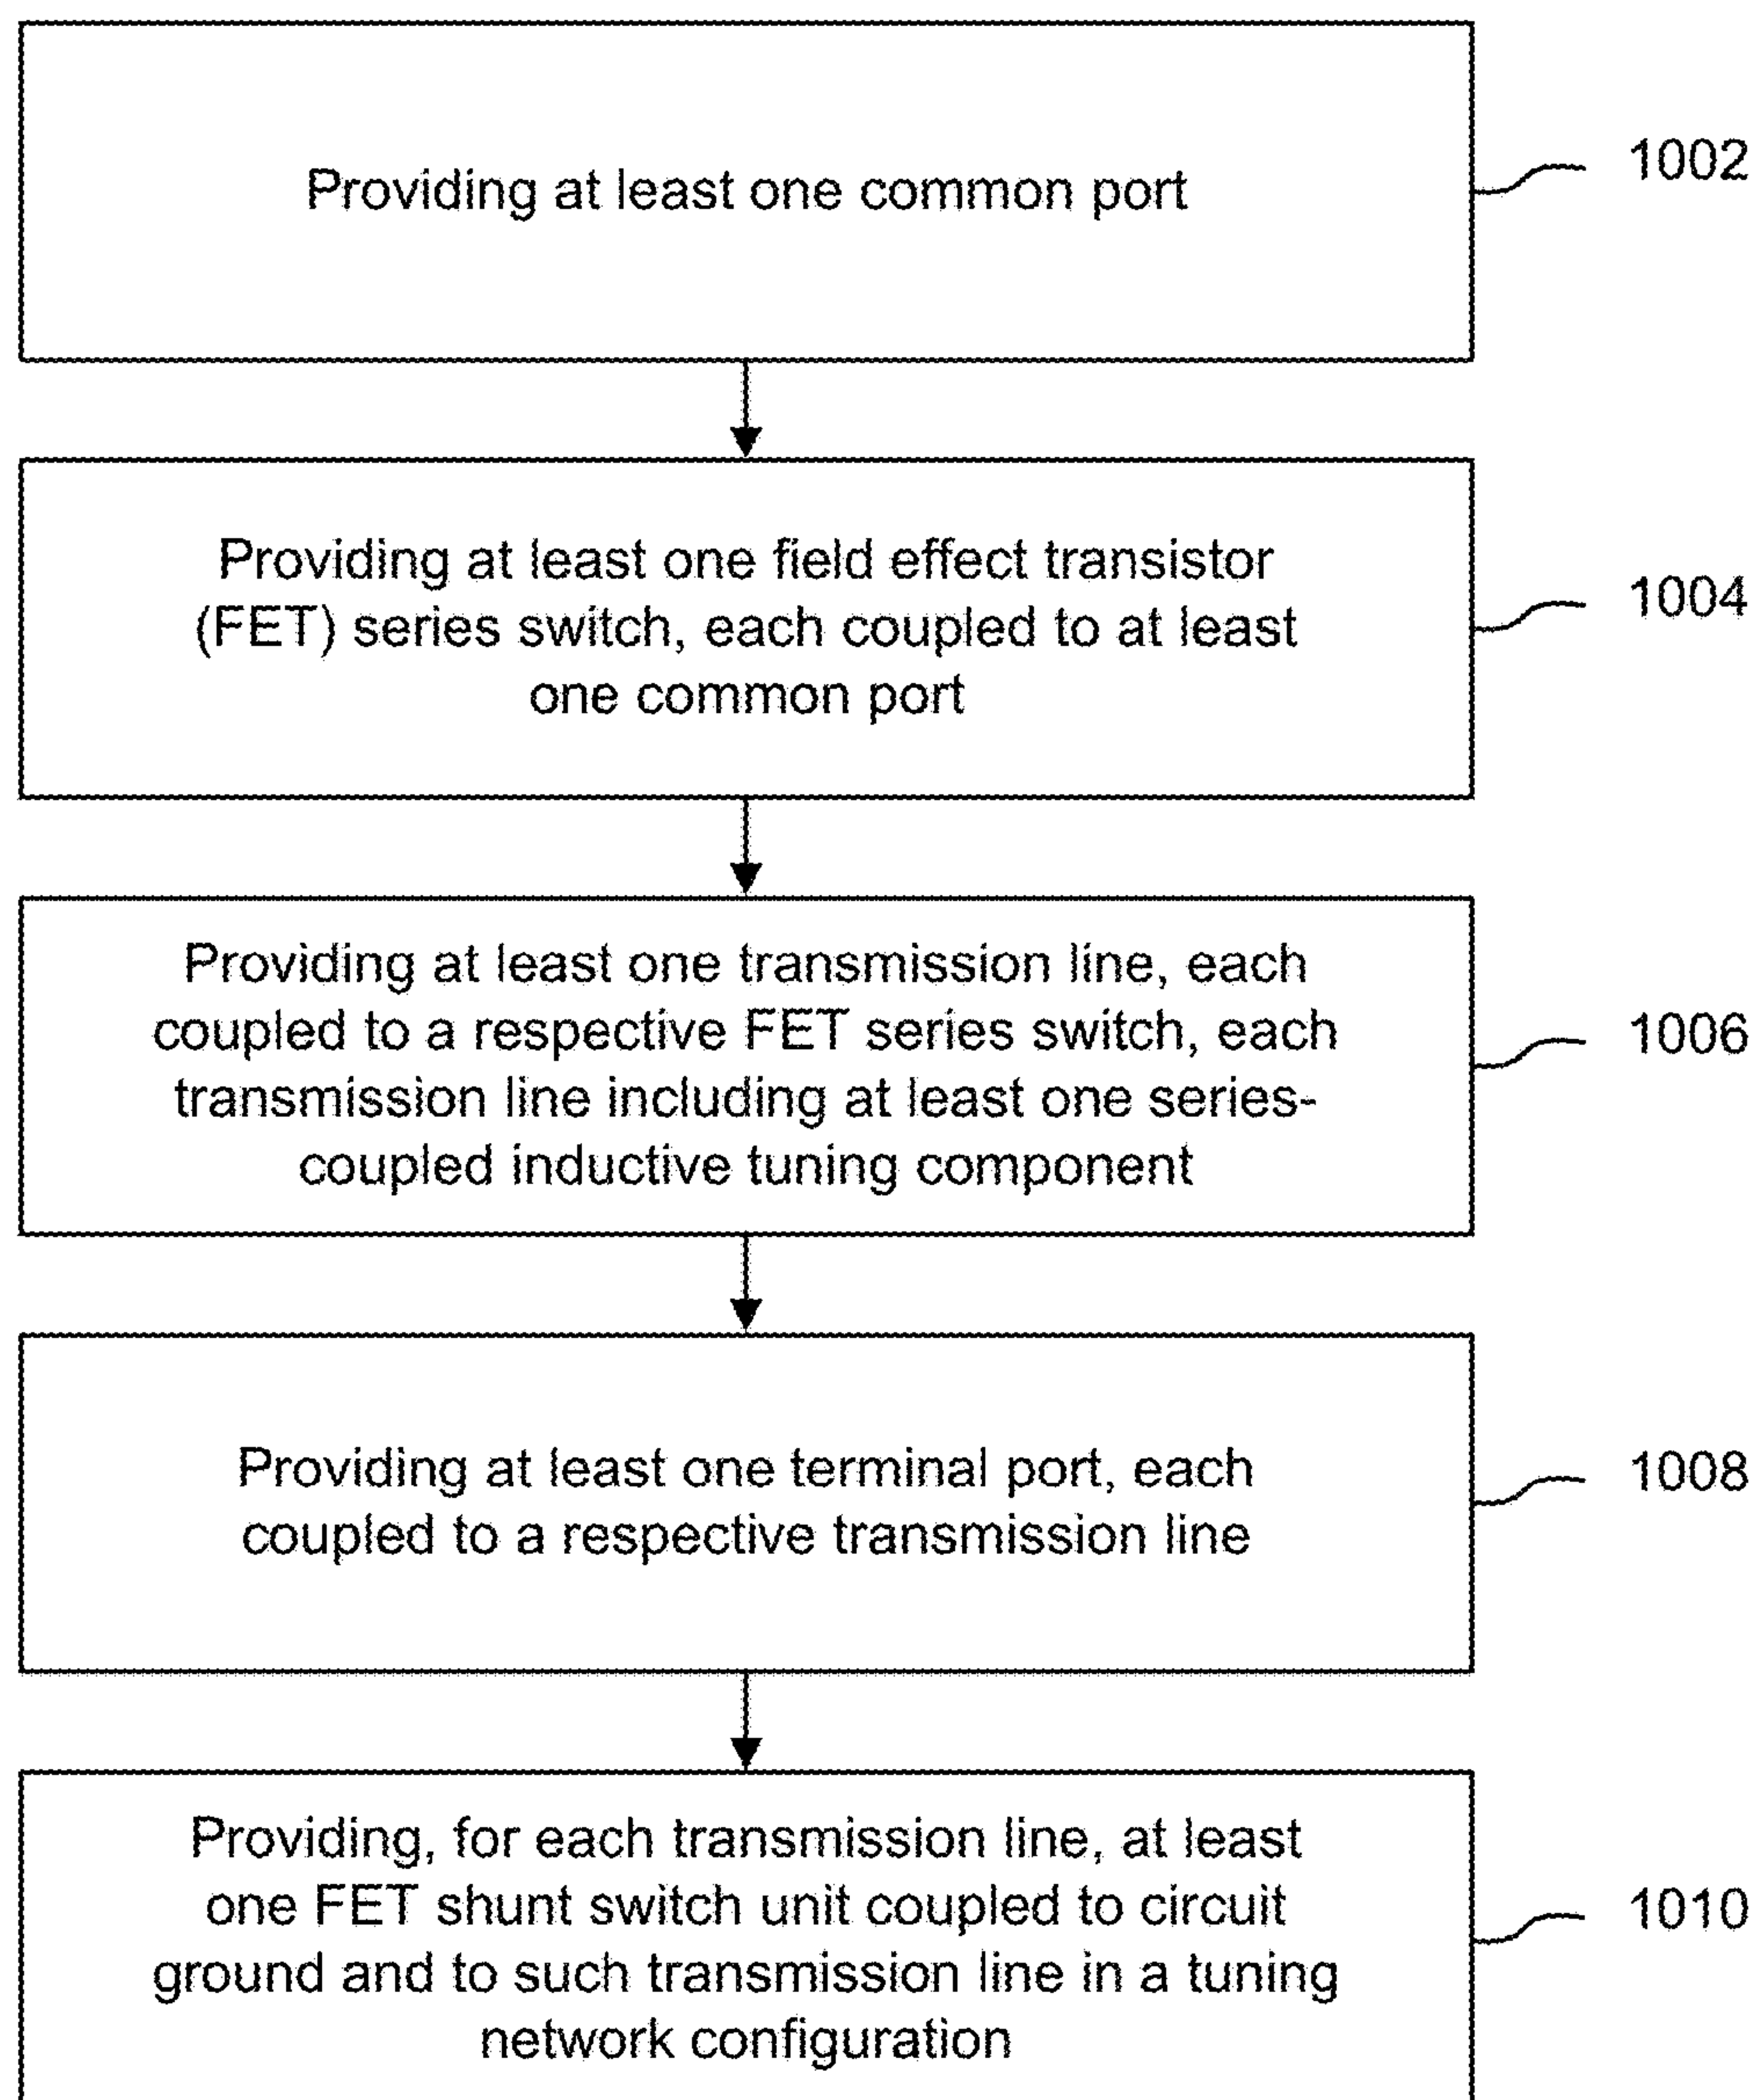 Providing at least one common port
1002
Providing at least one field effect transistor
(FET) series switch, each coupled to at least
one common port
1004
Providing at least one transmission line, each
coupled to a respective FET series switch, each
transmission line including at least one series-
coupled inductive tuning component
1006
Providing at least one terminal port, each
coupled to a respective transmission line
1008
Providing, for each transmission line, at least
one FET shunt switch unit coupled to circuit
ground and to such transmission line in a tuning
network configuration
1010